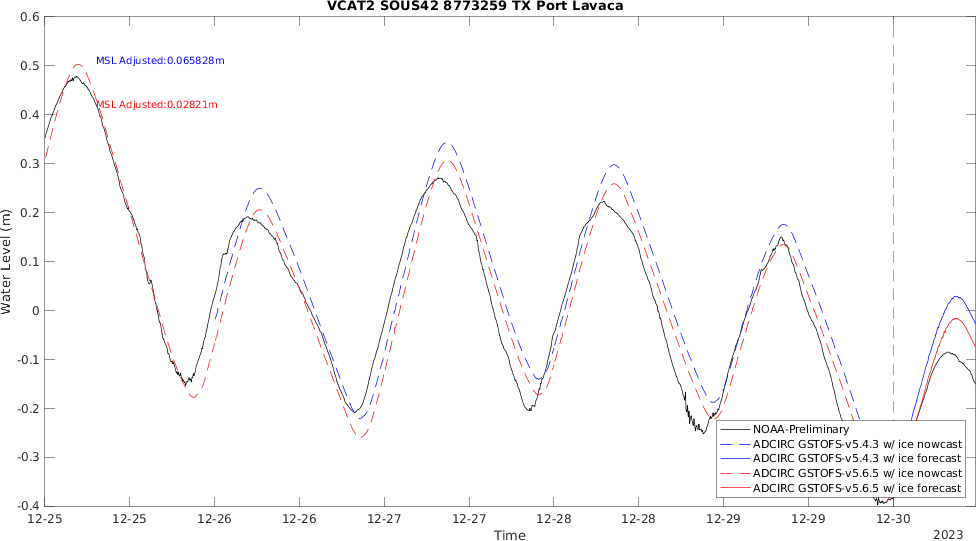 VCAT2 SOUS42 8773259 TX Port Lavaca
0.6
0.5
0.4
0.3
0.2
0.1
0
-0.1
-0.2
-0.3
-0.4
Water Level (m)
MSL Adjusted:0.065828m
MSL Adjusted:0.02821m
NOAA-Preliminary
ADCIRC GSTOFS-v5.4.3 w/ ice nowcast
ADCIRC GSTOFS-v5.4.3 w/ ice forecast
ADCIRC GSTOFS-v5.6.5 w/ ice nowcast
ADCIRC GSTOFS-v5.6.5 w/ ice forecast
12-25 12-25 12-26 12-26 12-27 12-27 12-28 12-28 12-29 12-29 12-30
Time
2023